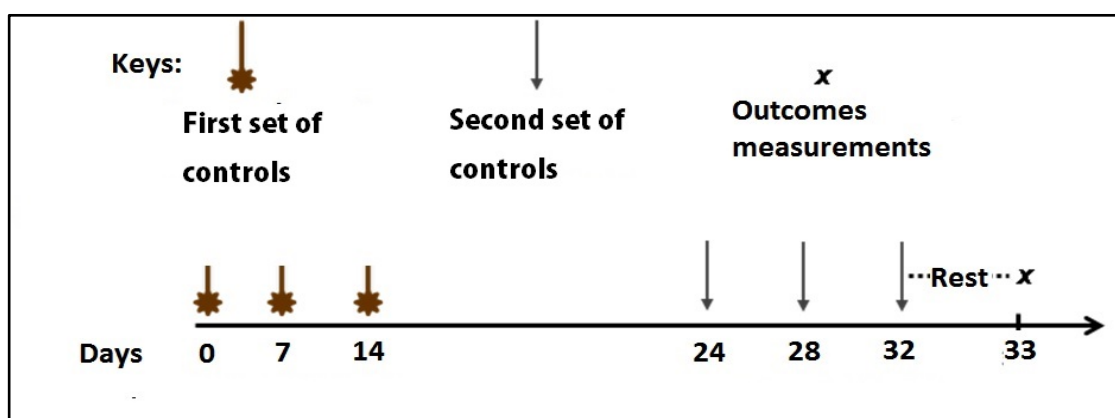 Keys:
x
First set of
controls
Second set of
controls
Outcomes
measurements
Rest x
Days 0 7 14 24 28 32 33